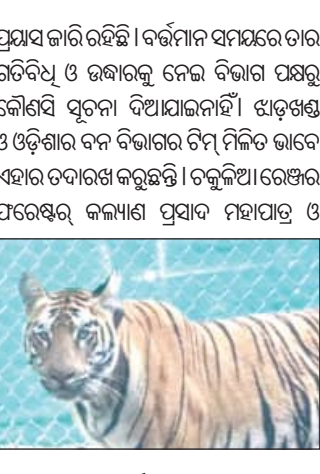 ପ୍ରୟାସ ଜାରି ରହିଛି । ବର୍ତ୍ତମାନ ସମୟରେ ତାର
ଗତିବିଧି ଓ ଉଦ୍ଧାରକୁ ନେଇ ବିଭାଗ ପକ୍ଷରୁ
କୌଣସି ସୂଚନା ଦିଆଯାଇନାହିଁ । ଝାଡ଼ଖଣ୍ଡ
ଓ ଓଡ଼ିଶାର ବନ ବିଭାଗର ଟିମ୍ ମିଳିତ ଭାବେ
ଏହାର ତଦାରଖ କରୁଛନ୍ତି । ଚକୁଳିଆ ରେଞ୍ଜର
ଫରେଷ୍ଟର୍ କଲ୍ୟାଣ ପ୍ରସାଦ ମହାପାତ୍ର ଓ